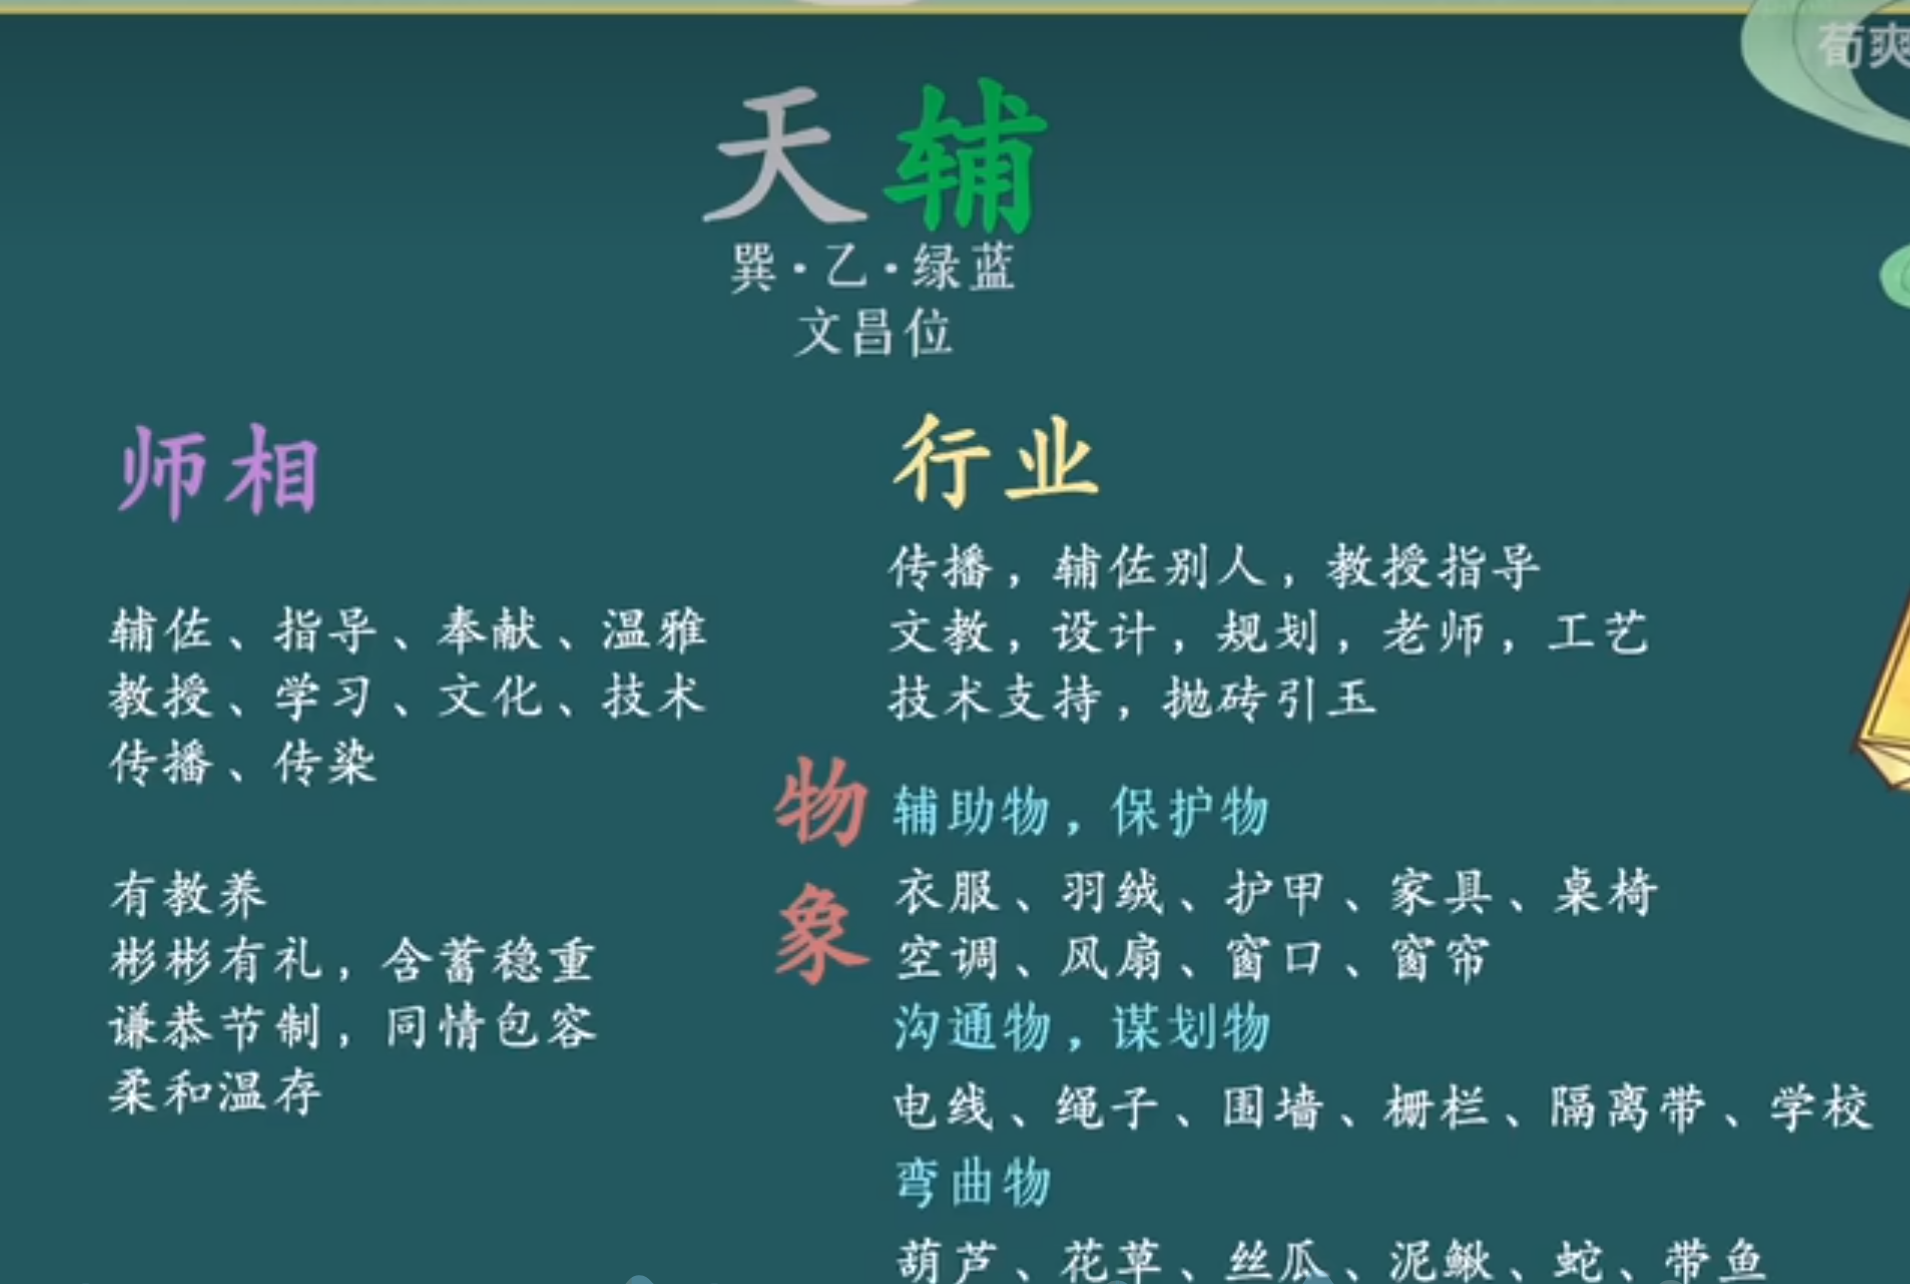 荀爽
天辅
巽·乙·绿蓝
文昌位
师相
辅佐、指导、奉献、温雅
教授、学习、文化、技术
传播、传染
有教养
彬彬有礼，含蓄稳重
谦恭节制，同情包容
柔和温存
行业
传播，辅佐别人，教授指导
文教，设计，规划，老师，工艺
技术支持，抛砖引玉
物象
辅助物，保护物
衣服、羽绒、护甲、家具、桌椅
空调、风扇、窗口、窗帘
沟通物，谋划物
电线、绳子、围墙、栅栏、隔离带、学校
弯曲物
葫芦、花草、丝瓜、泥鳅、蛇、带鱼